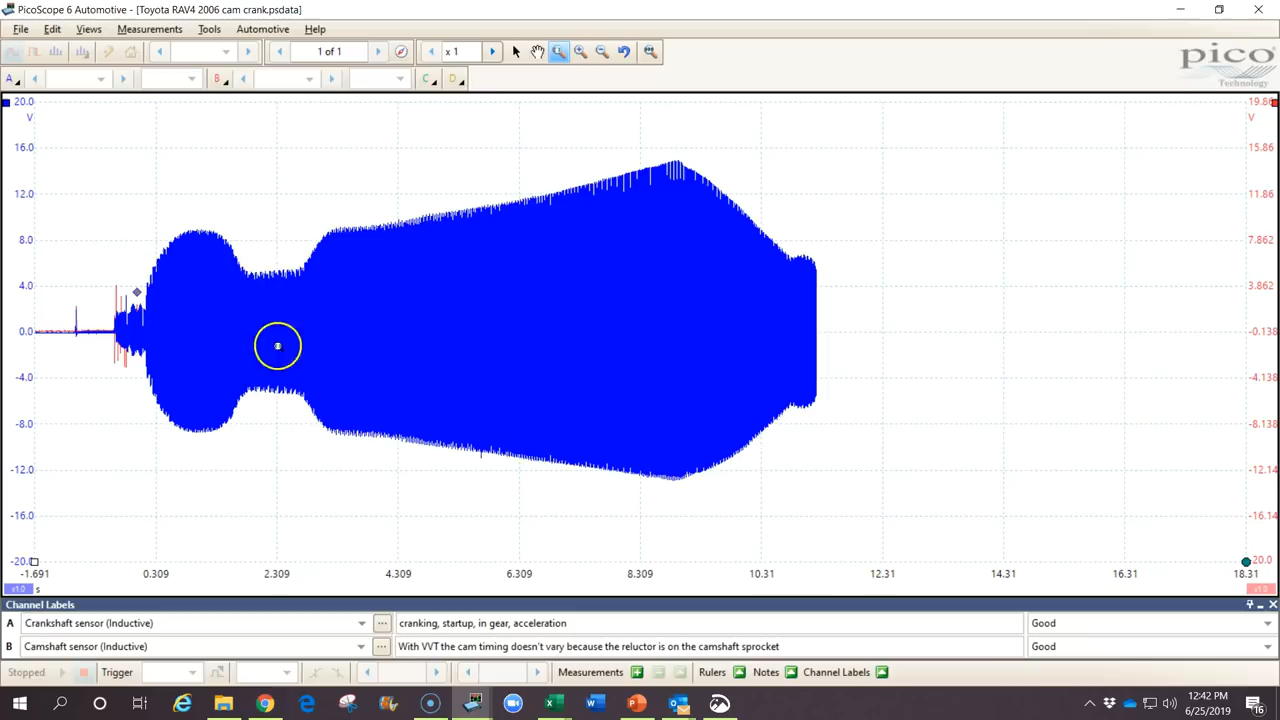 PicoScope 6 Automotive - [Toyota RAV4 2006 cam crank.psdata]
File Edit Views Measurements Tools Automotive Help
1 of 1 x 1
pico
Technology
A B C D
20.0 19.86
V V
16.0 15.86
12.0 11.86
8.0 7.862
4.0 3.862
0.0 -0.138
-4.0 -4.138
-8.0 -8.138
-12.0 -12.14
-16.0 -16.14
-20.0 -20.0
-1.691 0.309 2.309 4.309 6.309 8.309 10.31 12.31 14.31 16.31 18.31
x1.0 s x1.0
Channel Labels
A Crankshaft sensor (Inductive) ... cranking, startup, in gear, acceleration Good
B Camshaft sensor (Inductive) ... With VVT the cam timing doesn't vary because the reluctor is on the camshaft sprocket Good
Stopped Trigger Measurements Rulers Notes Channel Labels
12:42 PM
6/25/2019
16